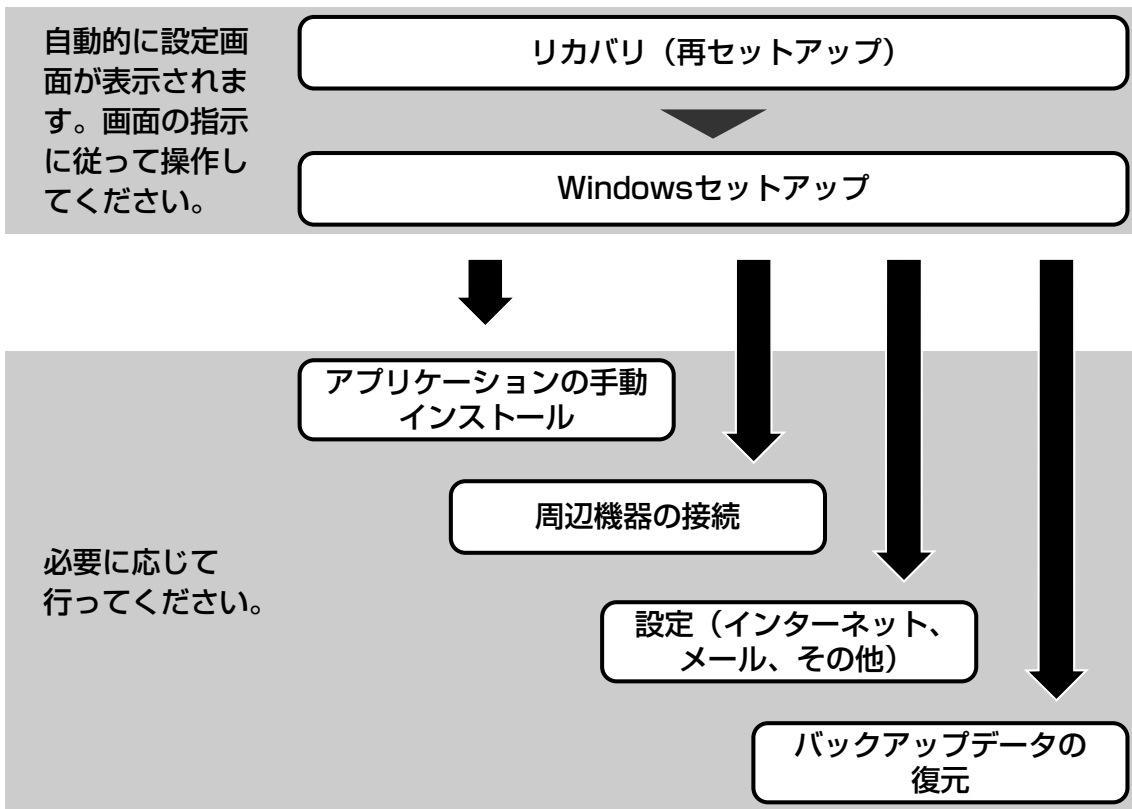 自動的に設定画
面が表示されま
す。画面の指示
に従って操作し
てください。
リカバリ（再セットアップ）
Windowsセットアップ
アプリケーションの手動
インストール
周辺機器の接続
必要に応じて
行ってください。
設定（インターネット、
メール、その他）
バックアップデータの
復元